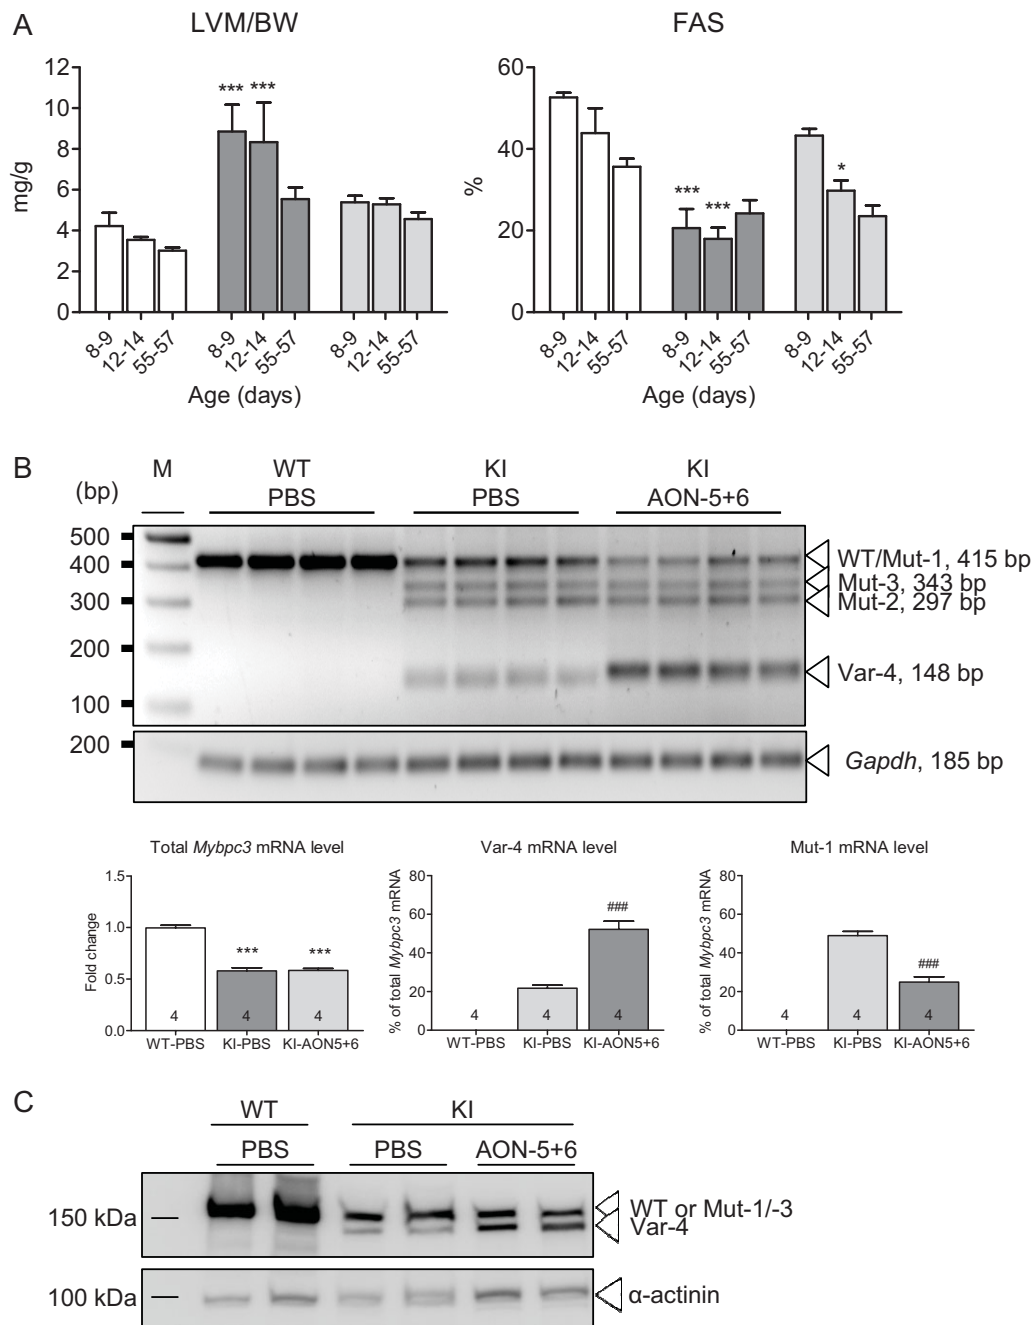 A
LVM/BW
FAS
12
10
8
6
4
2
0
mg/g
*** ***
8-9 12-14 55-57 8-9 12-14 55-57 8-9 12-14 55-57
Age (days)
60
40
20
0
%
*** *** *
8-9 12-14 55-57 8-9 12-14 55-57 8-9 12-14 55-57
Age (days)
B
M WT KI KI
(bp) PBS PBS AON-5+6
500
400
300
200
100
WT/Mut-1, 415 bp
Mut-3, 343 bp
Mut-2, 297 bp
Var-4, 148 bp
200
Gapdh, 185 bp
Total Mybpc3 mRNA level
1.5
1.0
0.5
0.0
Fold change
*** ***
4 4 4
WT-PBS KI-PBS KI-AON5+6
Var-4 mRNA level
80
60
40
20
0
% of total Mybpc3 mRNA
###
4 4 4
WT-PBS KI-PBS KI-AON5+6
Mut-1 mRNA level
80
60
40
20
0
% of total Mybpc3 mRNA
###
4 4 4
WT-PBS KI-PBS KI-AON5+6
C
WT KI
PBS PBS AON-5+6
150 kDa
WT or Mut-1/-3
Var-4
100 kDa
α-actinin